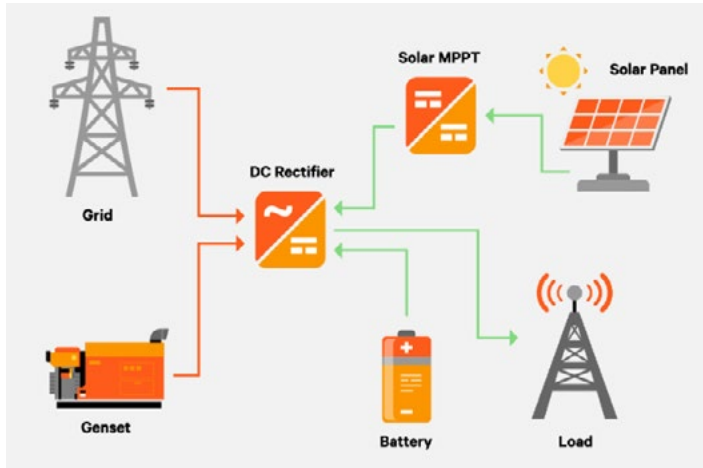 Solar MPPT
Solar Panel
DC Rectifier
Grid
Genset
Battery
Load